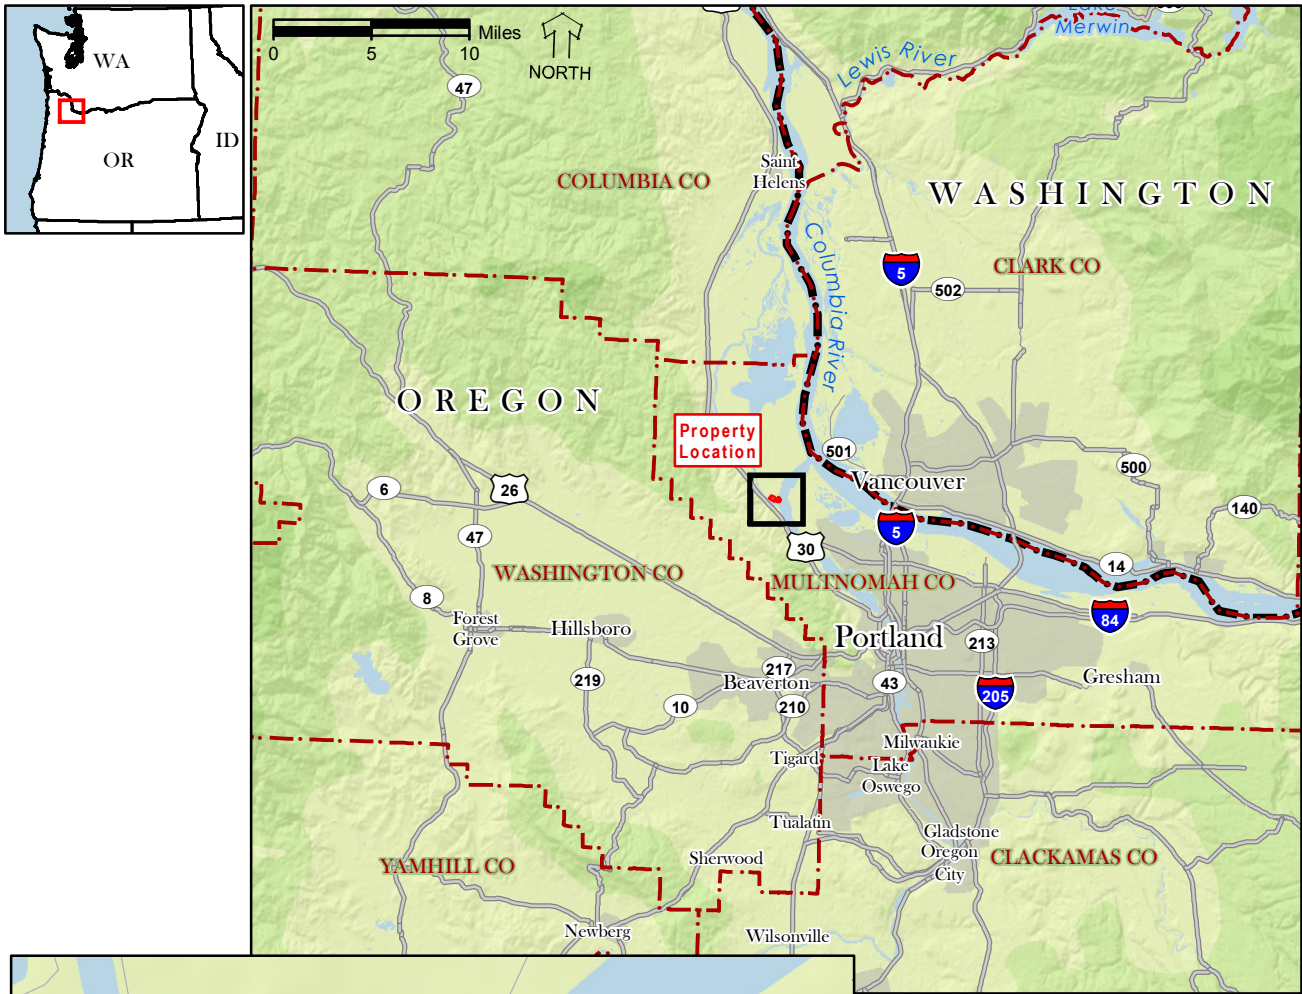 WA
OR
ID
0 5 10 Miles
NORTH
47
Lewis River
Lake
Merwin
Saint
Helens
COLUMBIA CO
WASHINGTON
Columbia River
5
CLARK CO
502
OREGON
Property
Location
501
Vancouver
500
6
26
140
47
5
30
14
WASHINGTON CO
MULTNOMAH CO
8
84
Forest
Grove
Hillsboro
Portland
213
217
Beaverton
43
Gresham
219
205
10
210
Milwaukie
Tigard
Lake
Oswego
Tualatin
Gladstone
Oregon
City
Sherwood
CLACKAMAS CO
YAMHILL CO
Newberg
Wilsonville